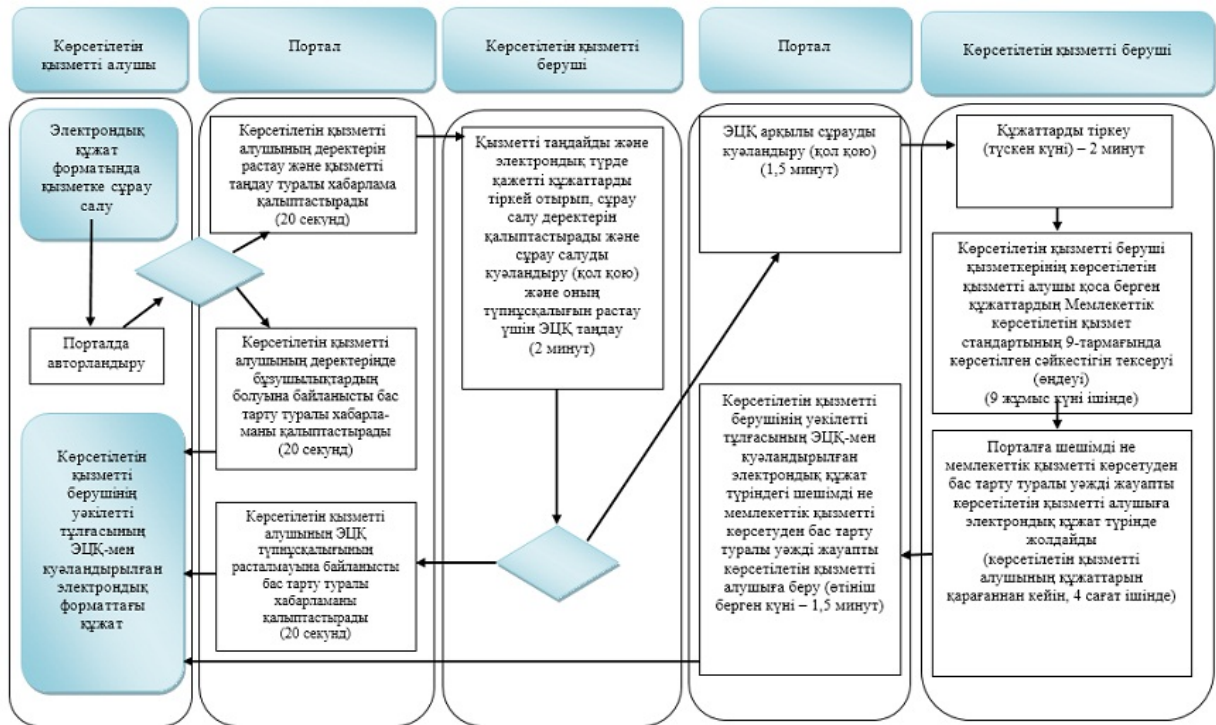 Көрсетілетін
қызметті алушы
Портал
Көрсетілетін қызметті
беруші
Портал
Көрсетілетін қызметті беруші
Электрондық
құжат
форматында
қызметке сұрау
салу
Порталда
авторландыру
Көрсетілетін
қызметті
берушінің
уәкілетті
тұлғасының
ЭЦҚ-мен
куәландырылған
электрондық
форматтағы
құжат
Көрсетілетін қызметті
алушының деректерін
растау және қызметті
таңдау туралы хабарлама
қалыптастырады
(20 секунд)
Көрсетілетін қызметті
алушының деректерінде
бұзушылықтардың
болуына байланысты бас
тарту туралы хабарла-
маны қалыптастырады
(20 секунд)
Көрсетілетін қызметті
алушының ЭЦҚ
түпнұсқалығының
расталмауына байланысты
бас тарту туралы
хабарламаны
қалыптастырады
(20 секунд)
Қызметті таңдайды және
электрондық түрде
қажетті құжаттарды
тіркей отырып, сұрау
салу деректерін
қалыптастырады және
сұрау салуды
куәландыру (қол қою)
және оның
түпнұсқалығын растау
үшін ЭЦҚ таңдау
(2 минут)
ЭЦҚ арқылы сұрауды
куәландыру (қол қою)
(1,5 минут)
Көрсетілетін қызметті
берушінің уәкілетті
тұлғасының ЭЦҚ-мен
куәландырылған
электрондық құжат
түріндегі шешімді не
мемлекеттік қызметті
көрсетуден бас тарту
туралы уәжді жауапты
көрсетілетін қызметті
алушыға беру (өтініш
берген күні – 1,5 минут)
Құжаттарды тіркеу
(түскен күні) – 2 минут
Көрсетілетін қызметті беруші
қызметкерінің көрсетілетін
қызметті алушы қоса берген
құжаттардың Мемлекеттік
көрсетілетін қызмет
стандартының 9-тармағында
көрсетілген сәйкестігін тексеруі
(өңдеуі)
(9 жұмыс күні ішінде)
Порталға шешімді не
мемлекеттік қызметті көрсетуден
бас тарту туралы уәжді жауапты
көрсетілетін қызметті алушыға
электрондық құжат түрінде
жолдайды
(көрсетілетін қызметті
алушының құжаттарын
қарағаннан кейін, 4 сағат ішінде)